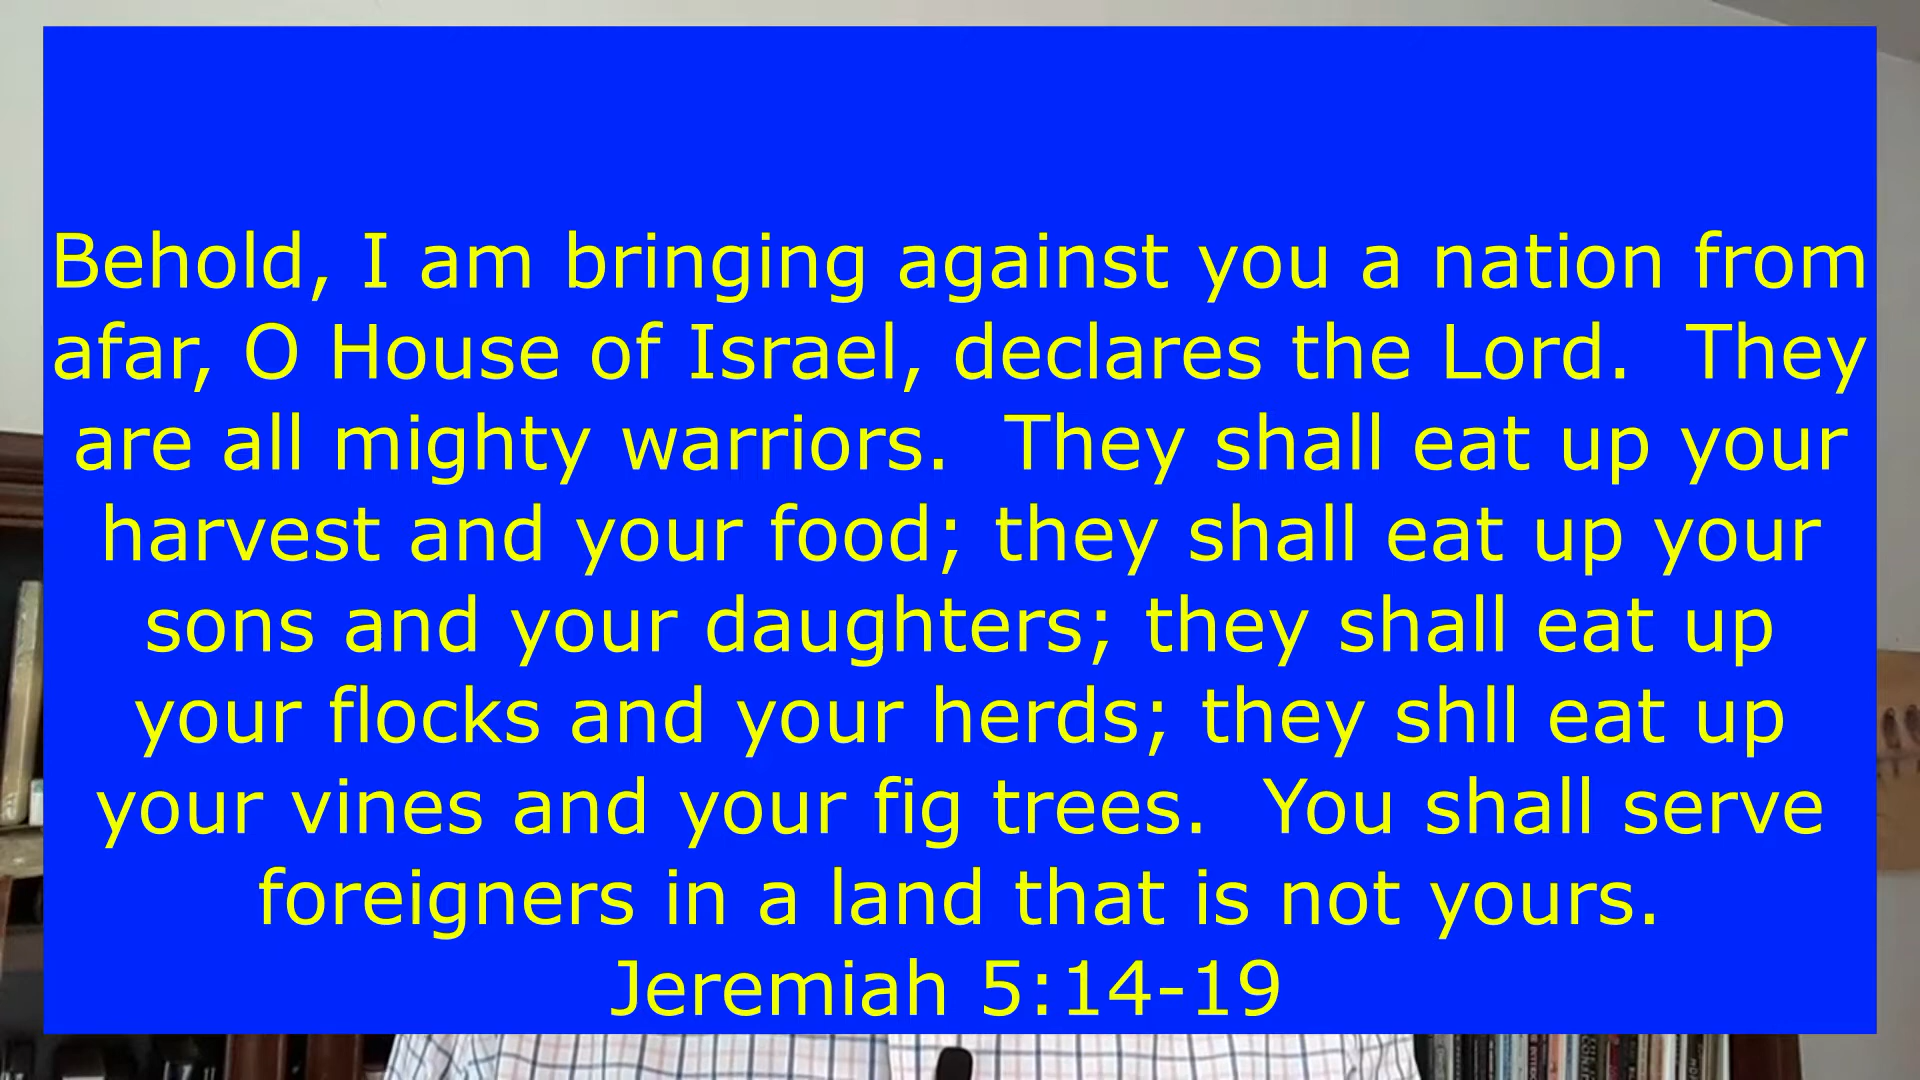 Behold, I am bringing against you a nation from
afar, O House of Israel, declares the Lord.  They
are all mighty warriors.  They shall eat up your
harvest and your food; they shall eat up your
sons and your daughters; they shall eat up
your flocks and your herds; they shll eat up
your vines and your fig trees.  You shall serve
foreigners in a land that is not yours.
Jeremiah 5:14-19